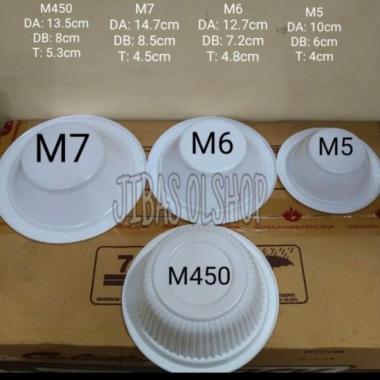 M450
DA: 13.5cm
DB: 8cm
T: 5.3cm
M7
DA: 14.7cm
DB: 8.5cm
T: 4.5cm
M6
DA: 12.7cm
DB: 7.2cm
T: 4.8cm
M5
DA: 10cm
DB: 6cm
T: 4cm
M7
M6
M5
JIBAS OLSHOP
M450